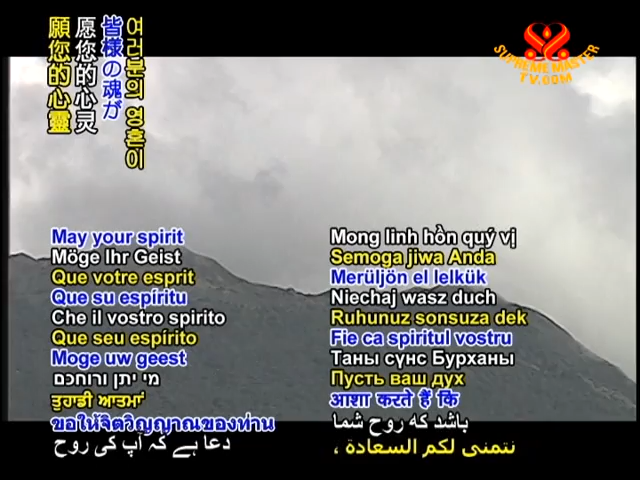 願您的心靈
愿您的心灵
皆様の魂が
여러분의 영혼이
SUPREME MASTER
TV.COM
May your spirit
Möge Ihr Geist
Que votre esprit
Que su espíritu
Che il vostro spirito
Que seu espírito
Moge uw geest
מי יתן ורוחכם
ਤੁਹਾਡੀ ਆਤਮਾਂ
ขอให้จิตวิญญาณของท่าน
دعا ہے کہ آپ کی روح
Mong linh hồn quý vị
Semoga jiwa Anda
Merüljön el lelkük
Niechaj wasz duch
Ruhunuz sonsuza dek
Fie ca spiritul vostru
Таны сүнс Бурханы
Пусть ваш дух
आशा करते हैं कि
باشد که روح شما
نتمنى لكم السعادة ،